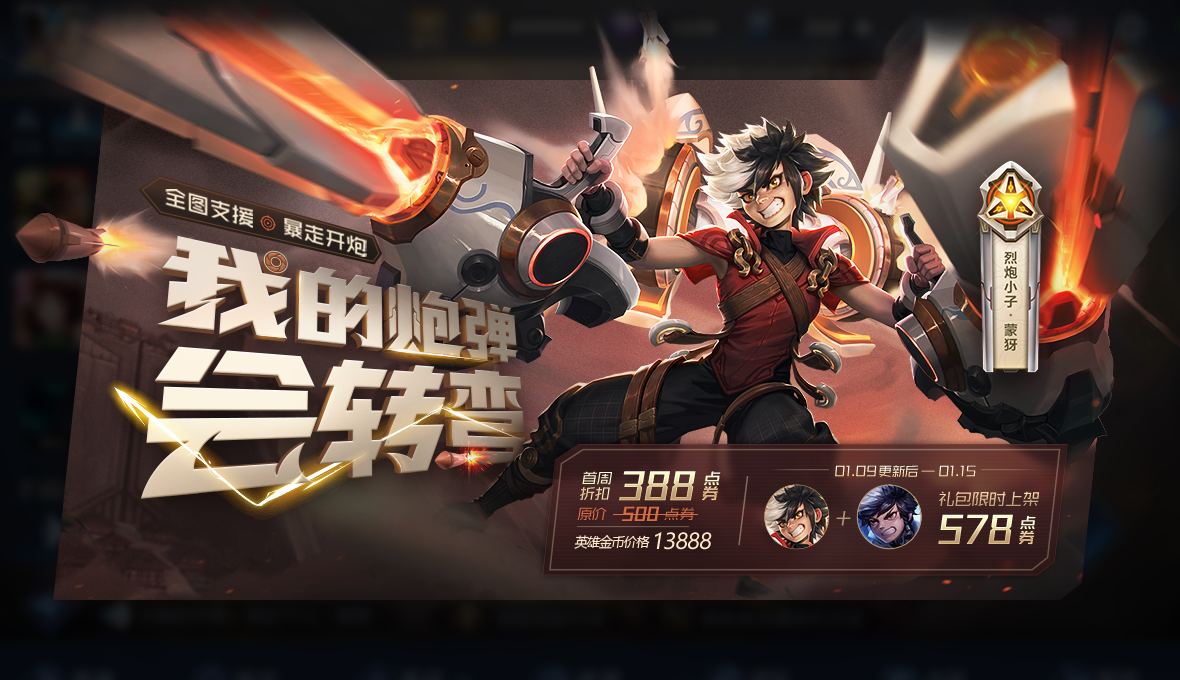 全图支援 暴走开炮
我的炮弹
会转弯
烈炮小子·蒙犽
首周折扣 388 点券
原价 588 点券
英雄金币价格 13888
01.09更新后—01.15
+
礼包限时上架
578 点券